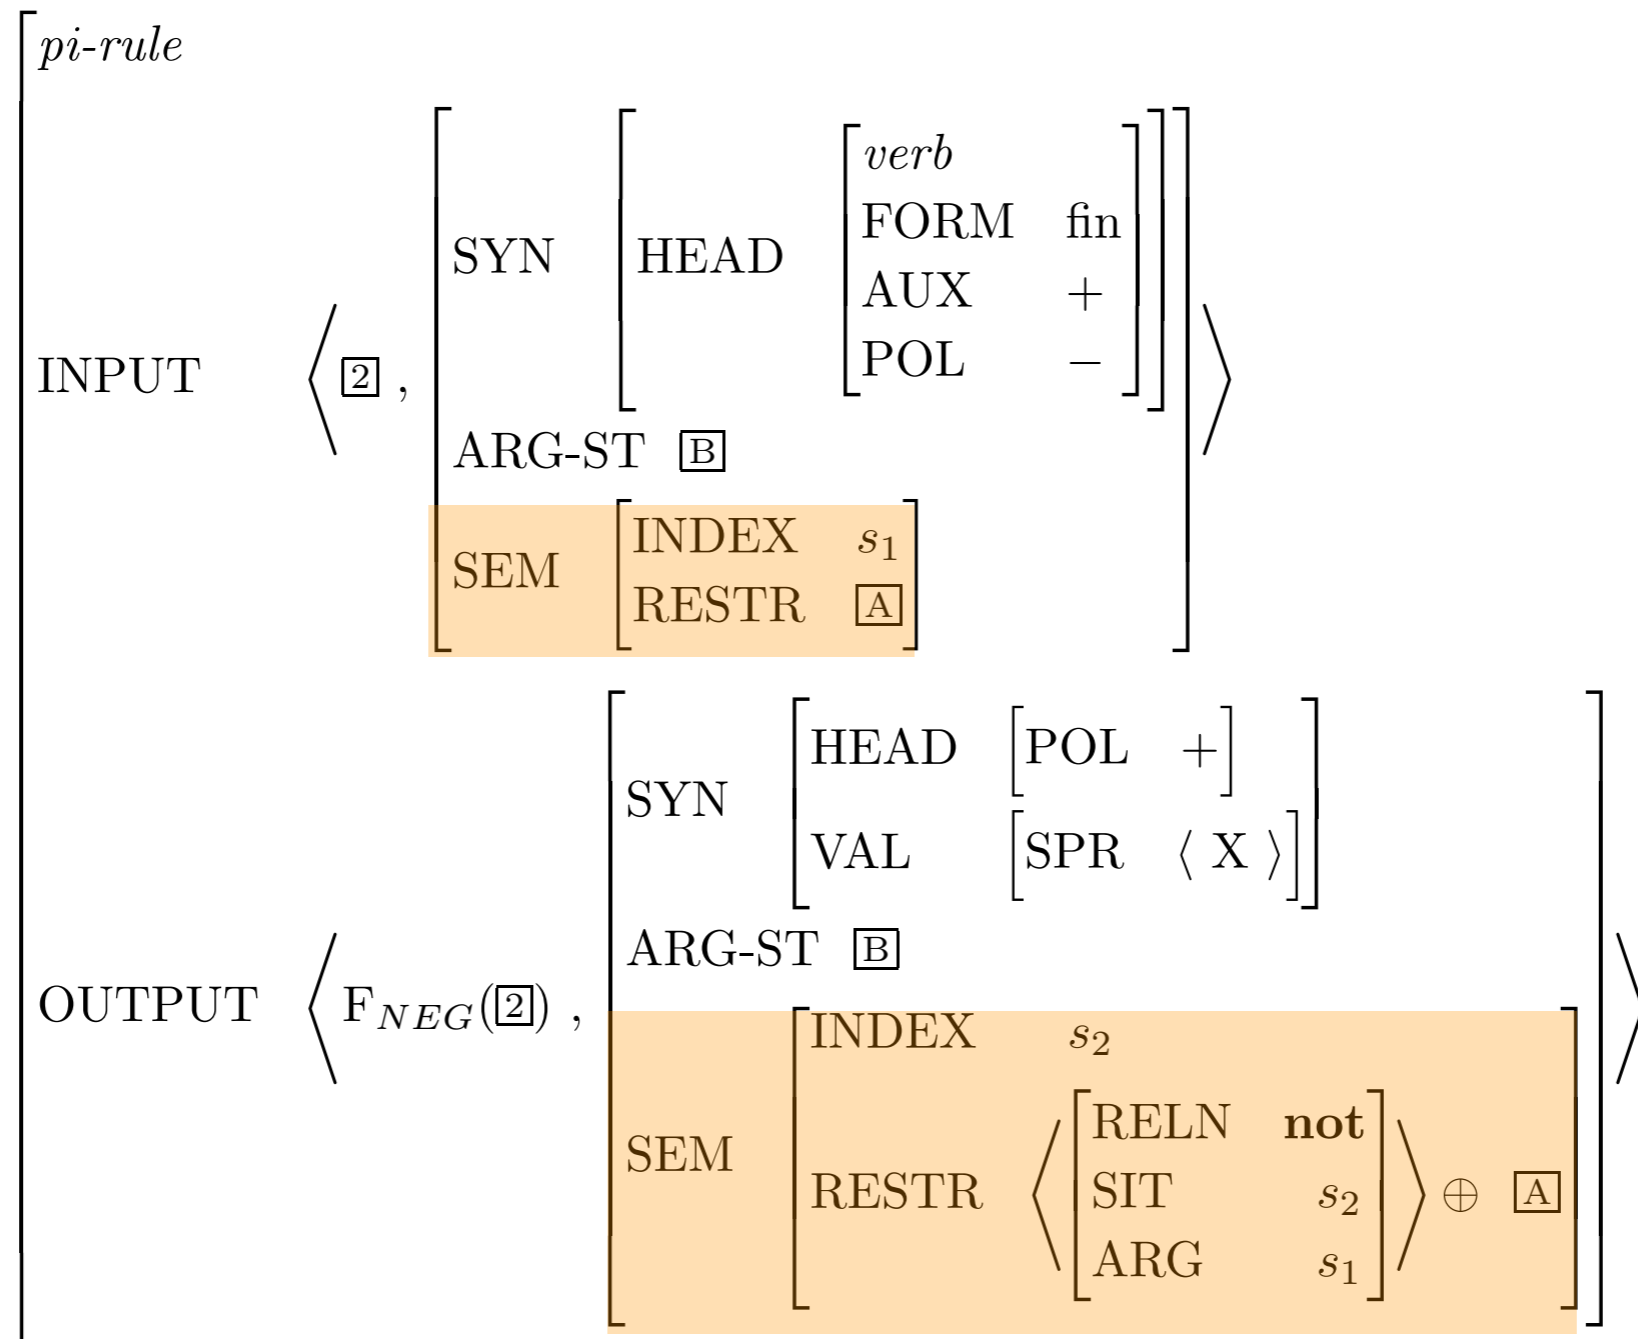 pi-rule
verb
FORM fin
SYN HEAD
AUX +
POL −
INPUT ⟨ 2 ,
ARG-ST B
INDEX s1
SEM
RESTR A
HEAD POL +
SYN
VAL SPR ⟨ X ⟩
ARG-ST B
OUTPUT ⟨ F_NEG(2) ,
INDEX s2
RELN not
SEM
RESTR ⟨ SIT s2 ⟩ ⊕ A
ARG s1